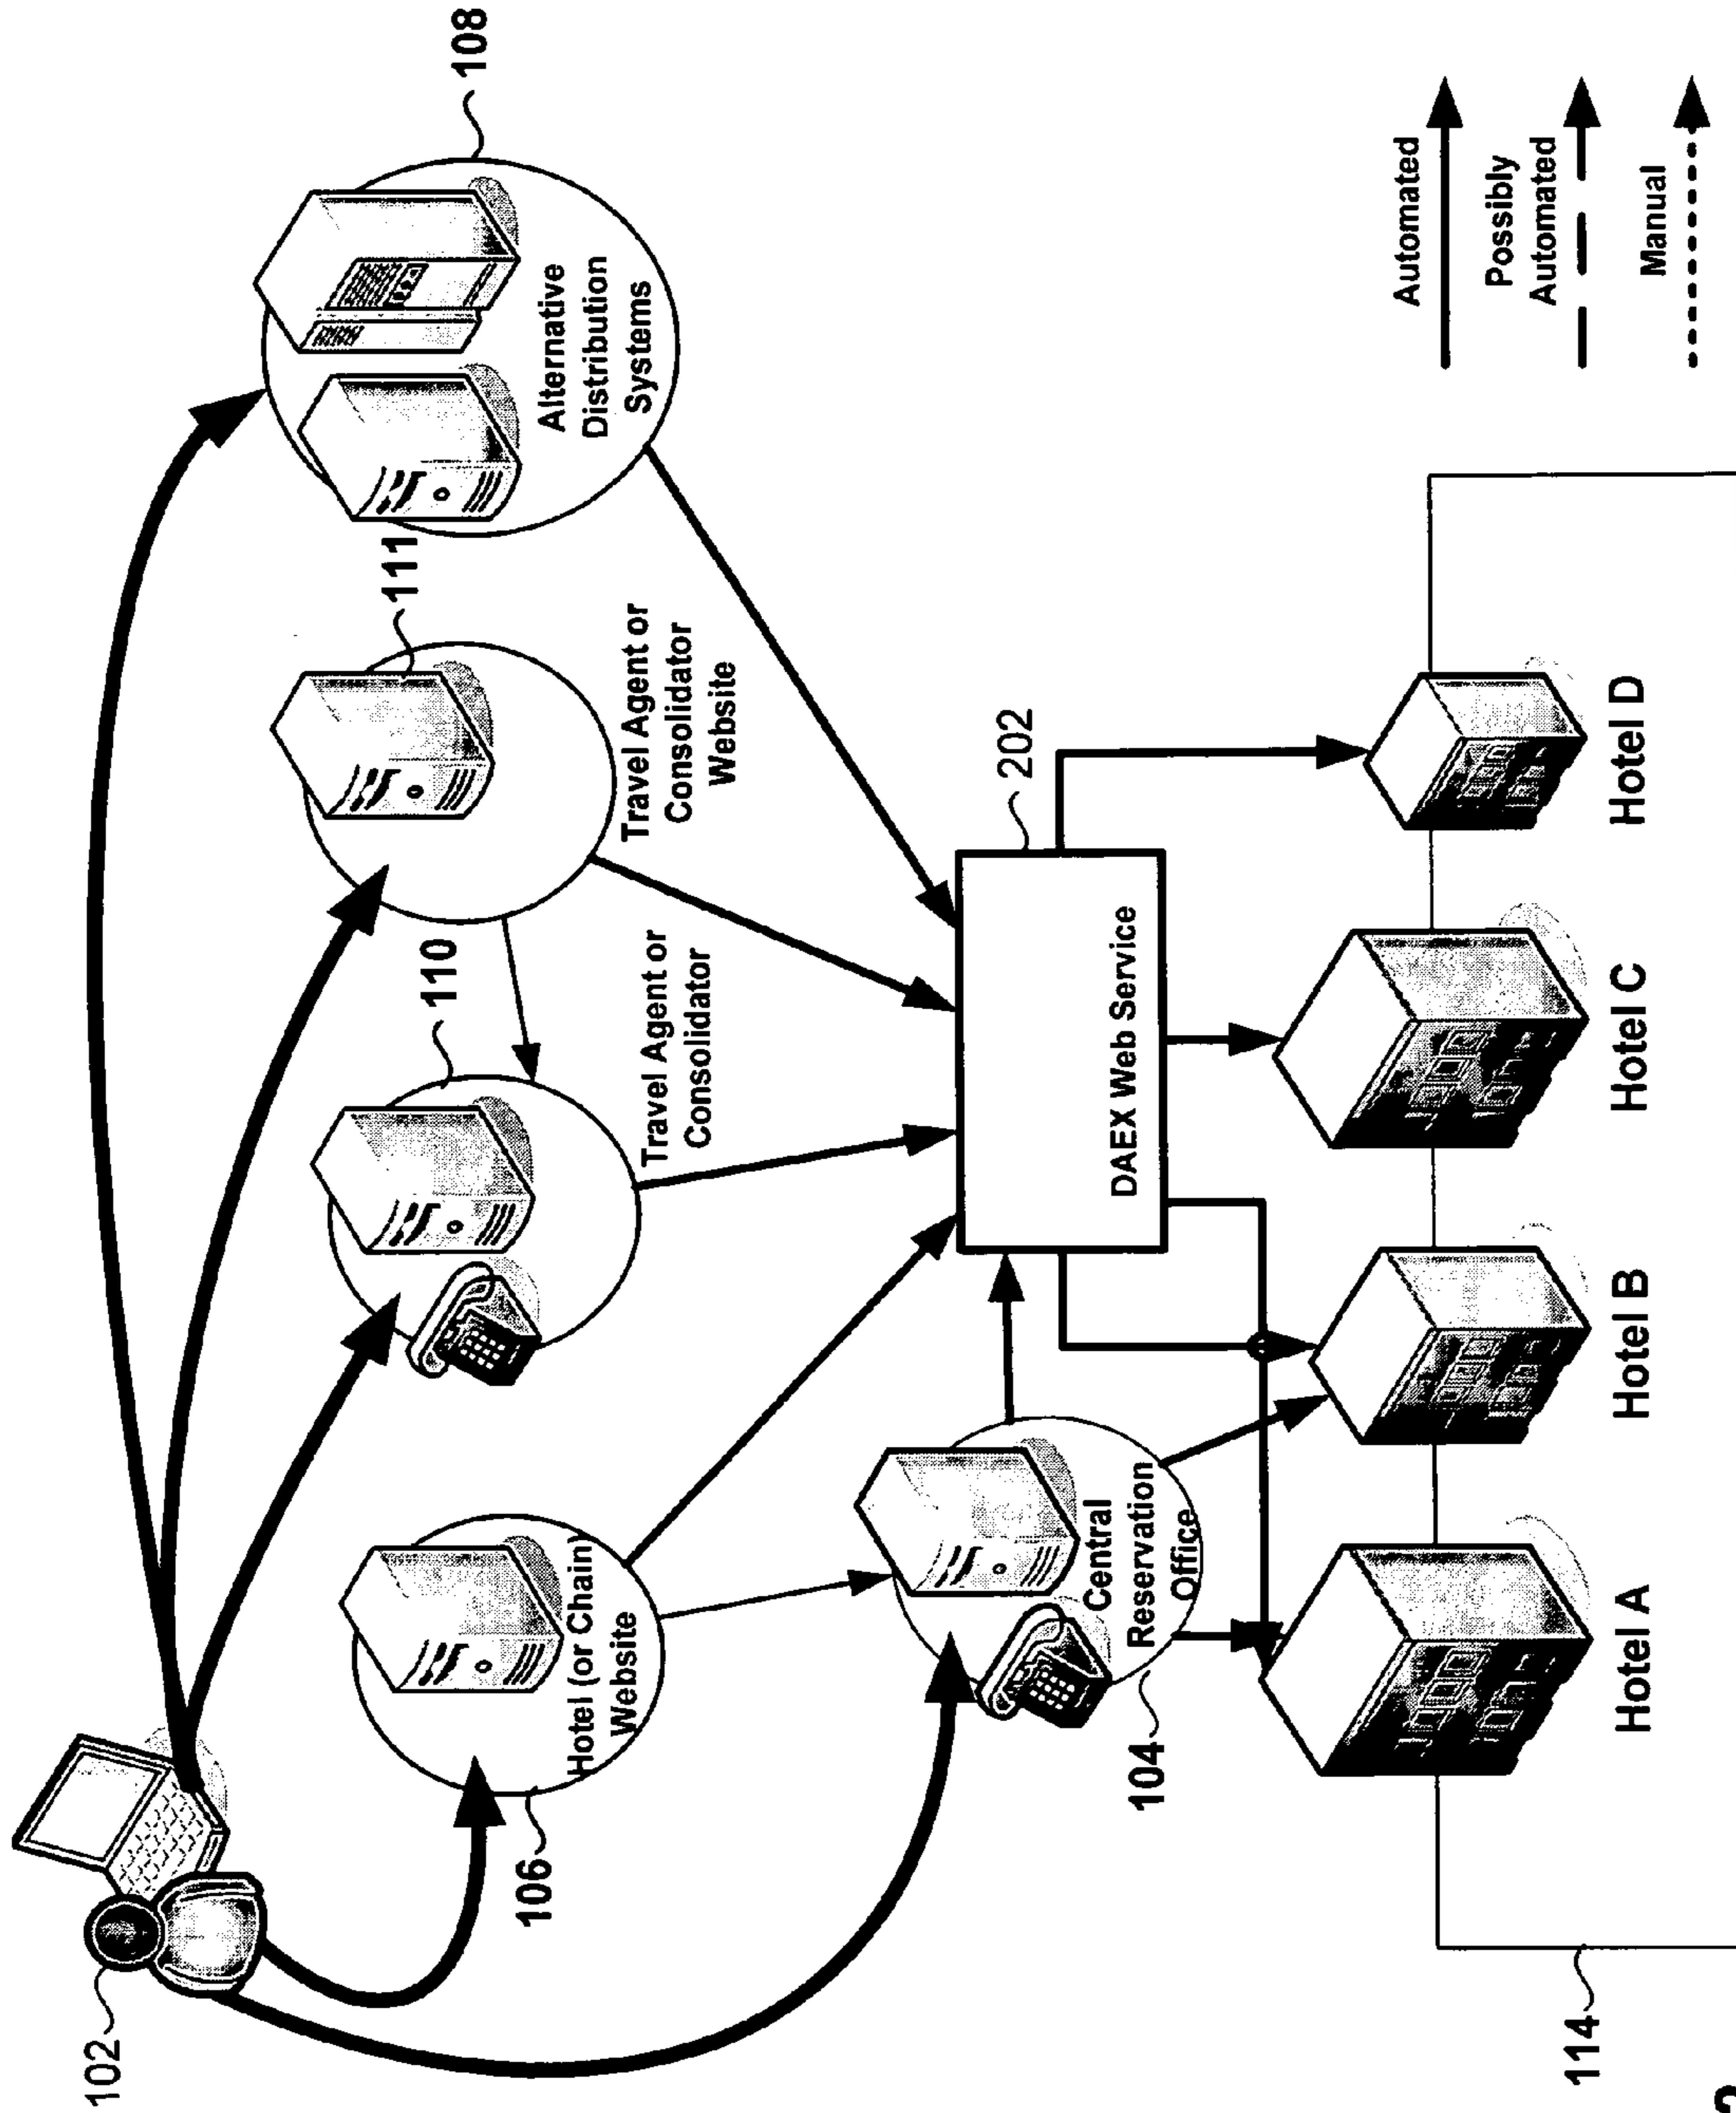 102
108
111
110
Alternative
Distribution
Systems
Travel Agent or
Consolidator
Website
Travel Agent or
Consolidator
106
Hotel (or Chain)
Website
202
DAEX Web Service
104
Central
Reservation
Office
Automated
Possibly
Automated
Manual
114
Hotel A
Hotel B
Hotel C
Hotel D